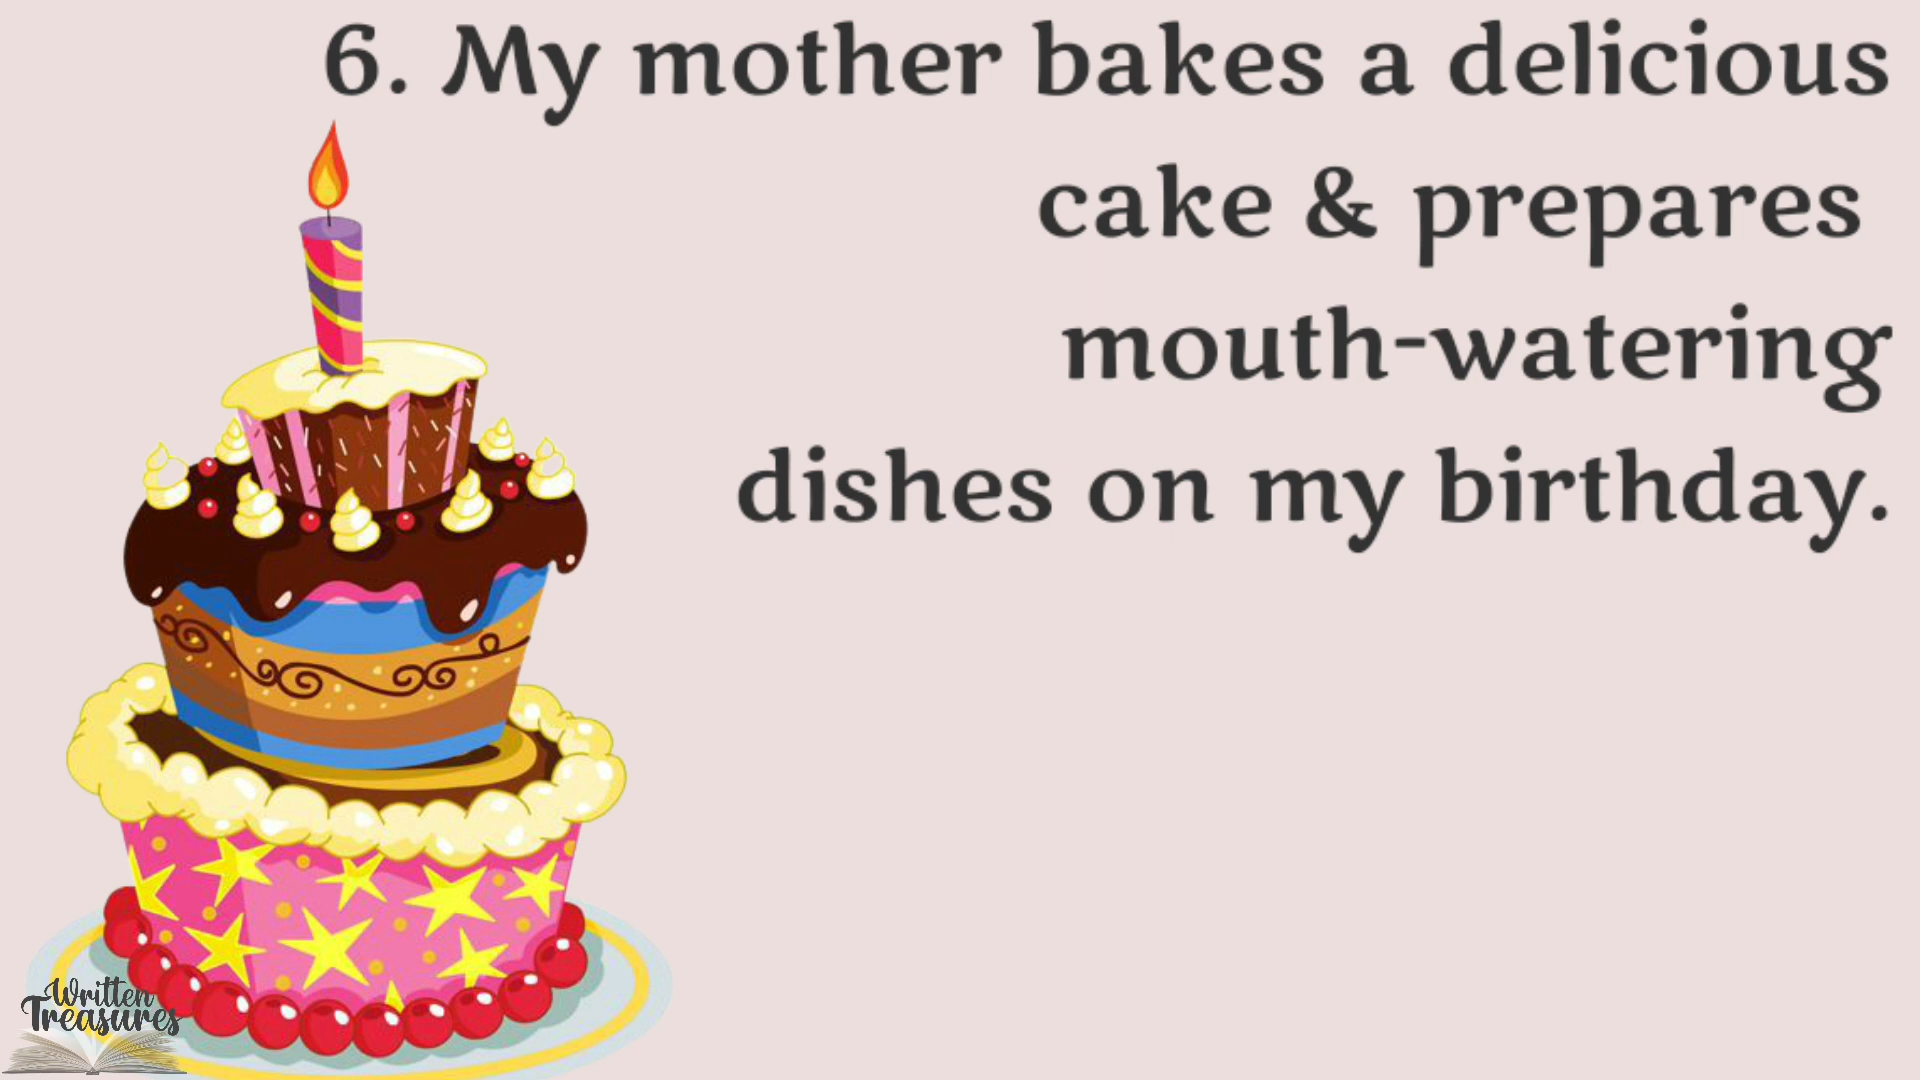 6. My mother bakes a delicious
cake & prepares
mouth-watering
dishes on my birthday.
Written
Treasures